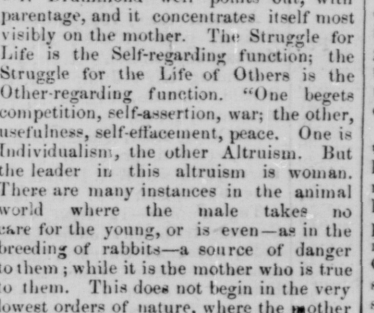 parentage, and it concentrates itself most
visibly on the mother. The Struggle for
Life is the Self-regarding function; the
Struggle for the Life of Others is the
Other-regarding function. "One begets
competition, self-assertion, war; the other,
usefulness, self-effacement, peace. One is
Individualism, the other Altruism. But
the leader in this altruism is woman.
There are many instances in the animal
world where the male takes no
care for the young, or is even—as in the
breeding of rabbits—a source of danger
to them; while it is the mother who is true
to them. This does not begin in the very
lowest orders of nature, where the mother